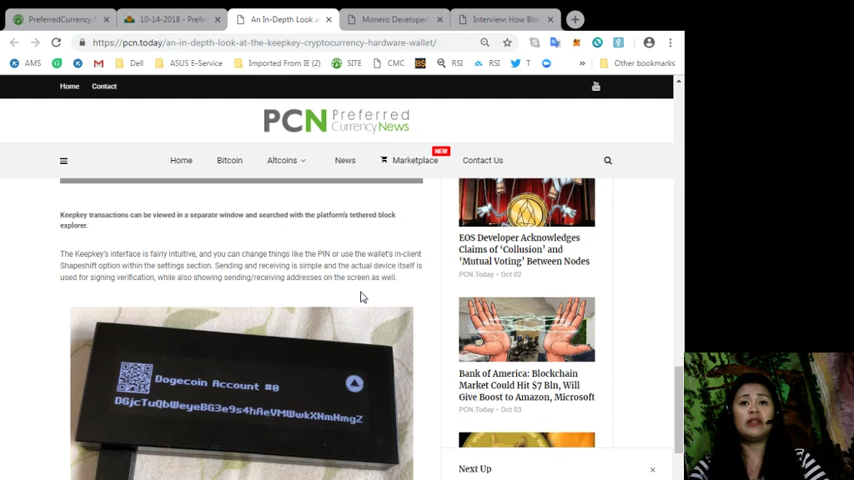 PreferredCurrency.
10-14-2018 - Prefer
An In-Depth Look a
Monero Developer
Interview: How Blo
https://pcn.today/an-in-depth-look-at-the-keepkey-cryptocurrency-hardware-wallet/
AMS
Dell
ASUS E-Service
Imported From IE (2)
SITE
CMC
BS
RSI
RSI
T
»
Other bookmarks
Home
Contact
PCN Preferred
CurrencyNews
NEW
Home
Bitcoin
Altcoins
News
Marketplace
Contact Us
Keepkey transactions can be viewed in a separate window and searched with the platform's tethered block
explorer.
The Keepkey's interface is fairly intuitive, and you can change things like the PIN or use the wallet's in-client
Shapeshift option within the settings section. Sending and receiving is simple and the actual device itself is
used for signing verification, while also showing sending/receiving addresses on the screen as well.
Dogecoin Account #0
DGjcTuQbWeyeBG3e9s4hAeVMWwkXNmHmgZ
EOS Developer Acknowledges
Claims of 'Collusion' and
'Mutual Voting' Between Nodes
PCN.Today • Oct 02
Bank of America: Blockchain
Market Could Hit $7 Bln, Will
Give Boost to Amazon, Microsoft
PCN.Today • Oct 03
Next Up